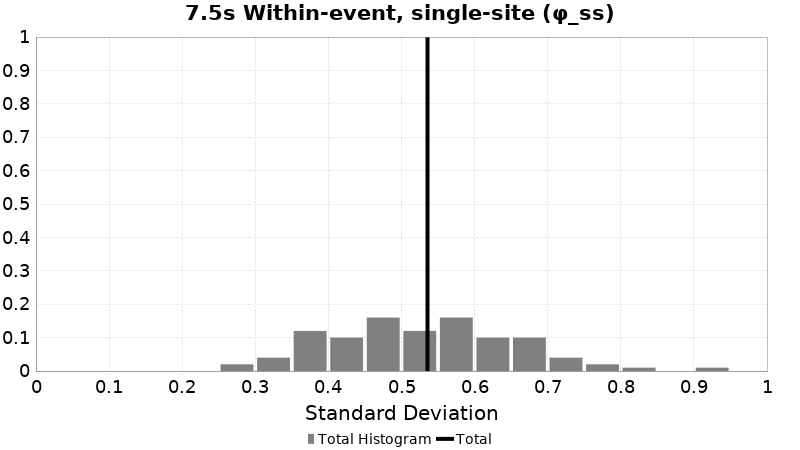 7.5s Within-event, single-site (φ_ss)
1
0.9
0.8
0.7
0.6
0.5
0.4
0.3
0.2
0.1
0
0 0.1 0.2 0.3 0.4 0.5 0.6 0.7 0.8 0.9 1
Standard Deviation
Total Histogram Total